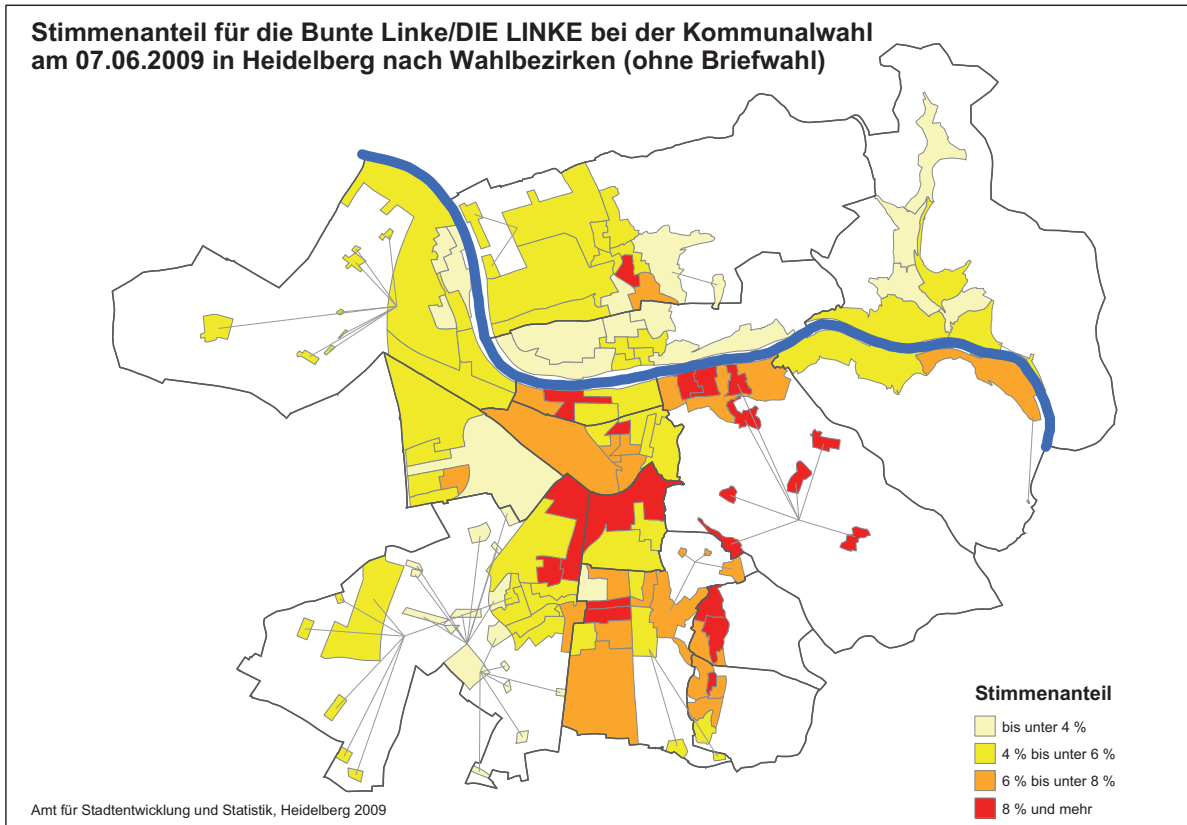 Stimmenanteil für die Bunte Linke/DIE LINKE bei der Kommunalwahl
am 07.06.2009 in Heidelberg nach Wahlbezirken (ohne Briefwahl)
Stimmenanteil
bis unter 4 %
4 % bis unter 6 %
6 % bis unter 8 %
8 % und mehr
Amt für Stadtentwicklung und Statistik, Heidelberg 2009